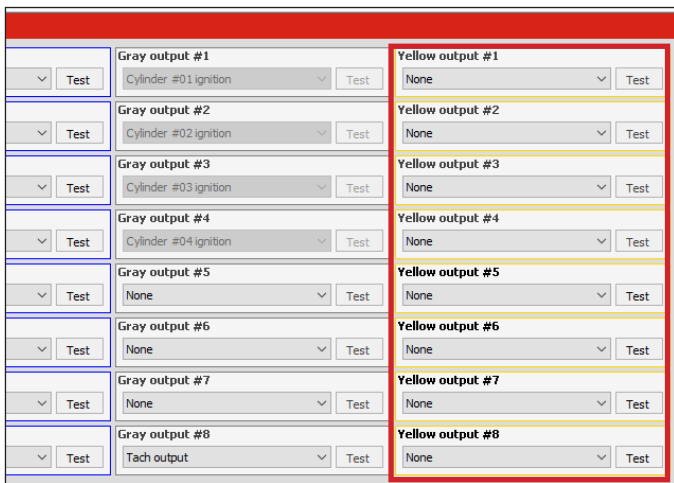 Gray output #1 Yellow output #1
Test Cylinder #01 ignition Test None Test
Gray output #2 Yellow output #2
Test Cylinder #02 ignition Test None Test
Gray output #3 Yellow output #3
Test Cylinder #03 ignition Test None Test
Gray output #4 Yellow output #4
Test Cylinder #04 ignition Test None Test
Gray output #5 Yellow output #5
Test None Test None Test
Gray output #6 Yellow output #6
Test None Test None Test
Gray output #7 Yellow output #7
Test None Test None Test
Gray output #8 Yellow output #8
Test Tach output Test None Test